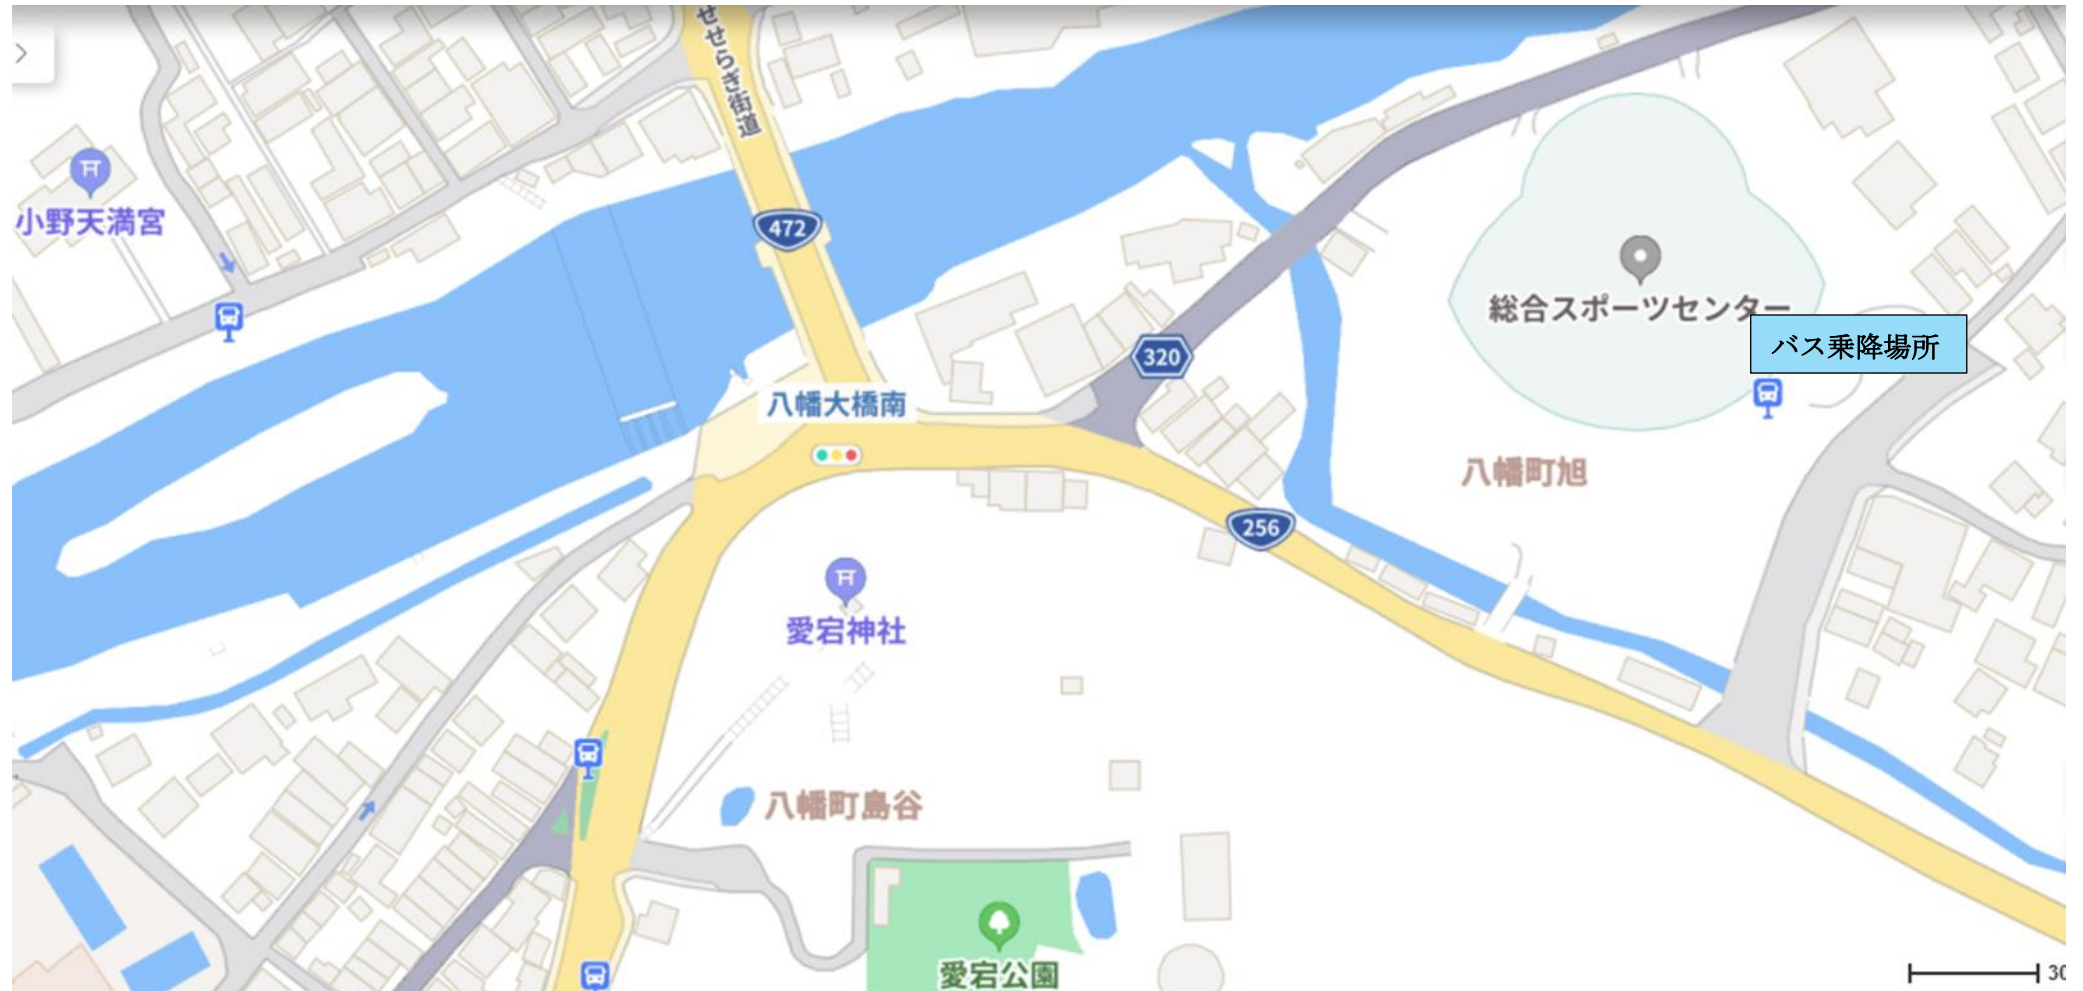 せせらぎ街道
小野天満宮
472
総合スポーツセンター
バス乗降場所
320
八幡大橋南
八幡町旭
256
愛宕神社
八幡町島谷
愛宕公園
30